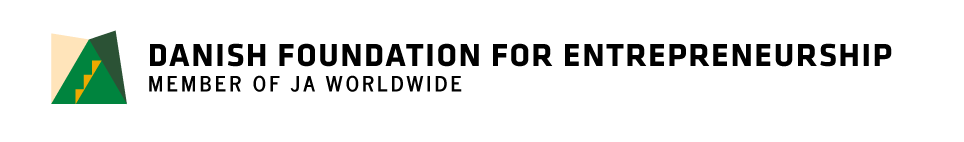 DANISH FOUNDATION FOR ENTREPRENEURSHIP
MEMBER OF JA WORLDWIDE